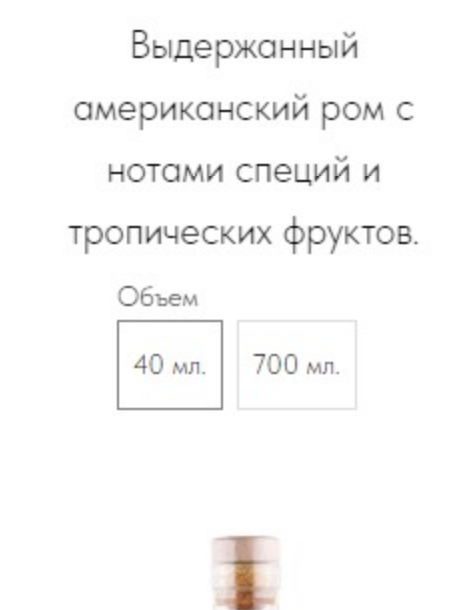 Выдержанный
американский ром с
нотами специй и
тропических фруктов.
Объем
40 мл. 700 мл.